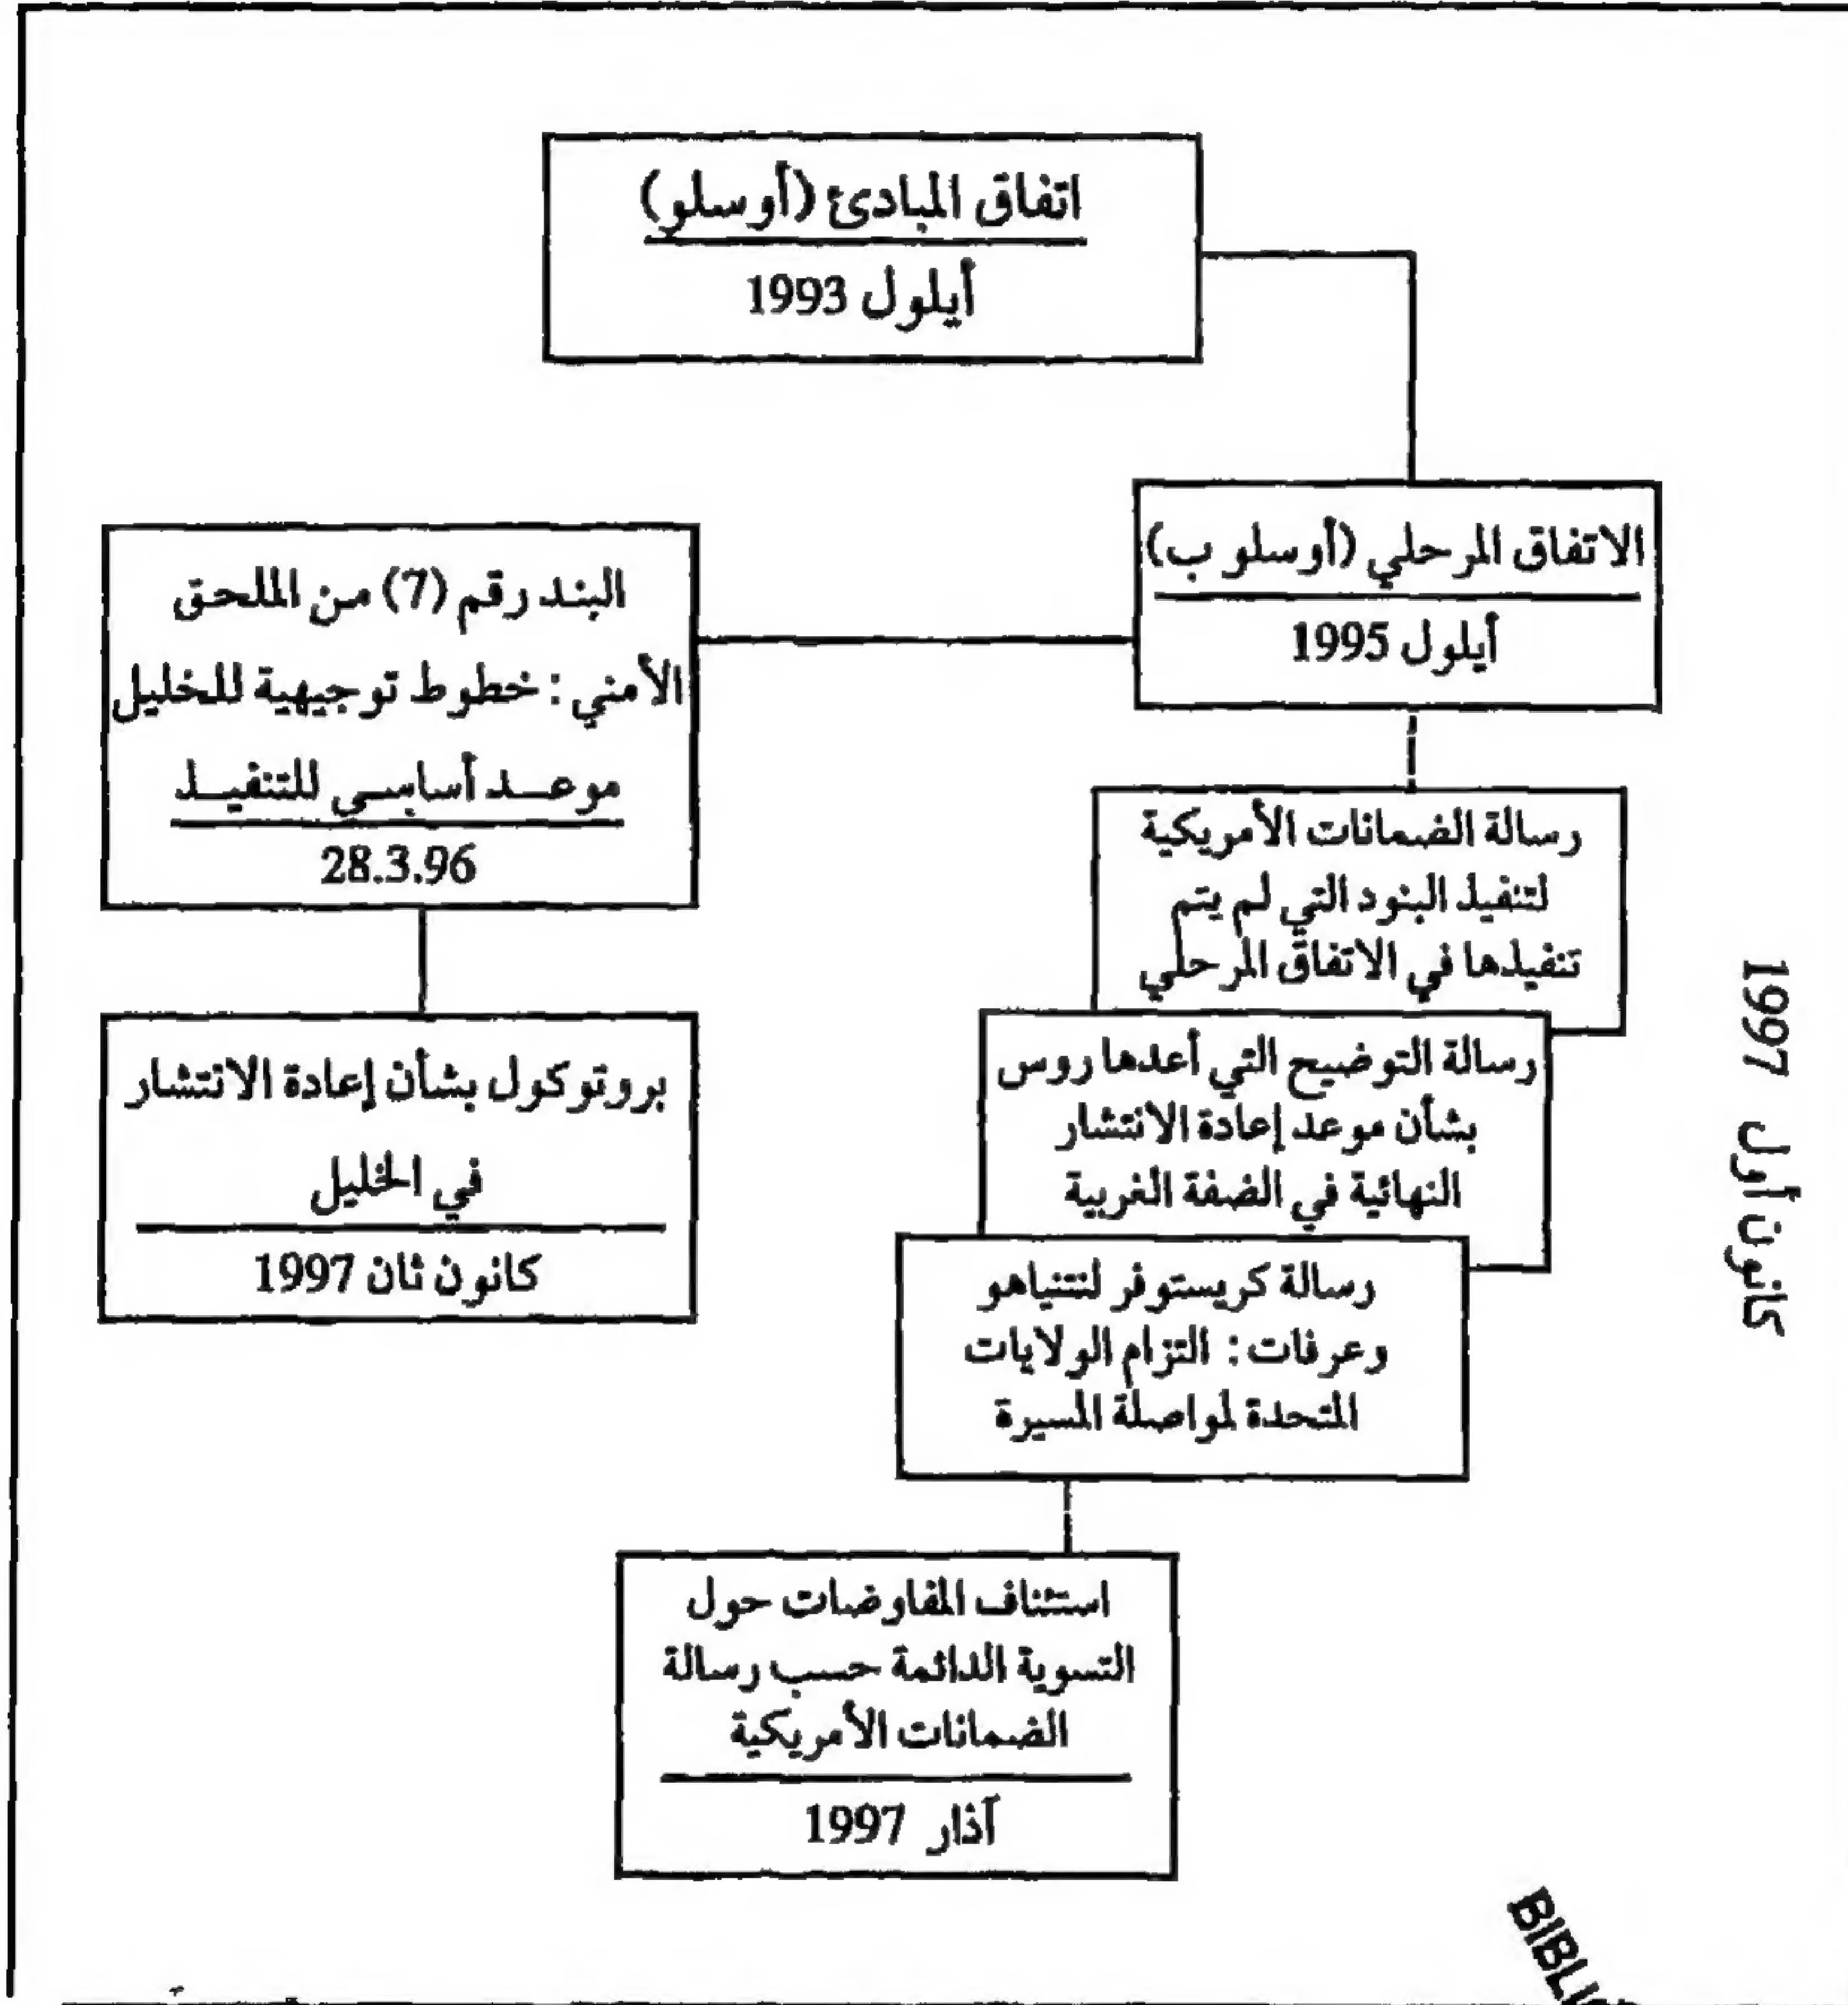 اتفاق المبادئ (أوسلو)
أيلول 1993
الاتفاق المرحلي (أوسلو ب)
أيلول 1995
البند رقم (7) من الملحق
الأمني : خطوط توجيهية للخليل
موعد أساسي للتنفيذ
28.3.96
بروتوكول بشأن إعادة الانتشار
في الخليل
كانون ثان 1997
رسالة الضمانات الأمريكية
لتنفيذ البنود التي لم يتم
تنفيذها في الاتفاق المرحلي
رسالة التوضيح التي أعدها روس
بشأن موعد إعادة الانتشار
النهائية في الضفة الغربية
رسالة كريستوفر لنتنياهو
وعرفات : التزام الولايات
المتحدة لمواصلة المسيرة
كانون أول 1997
استئناف المفاوضات حول
التسوية الدائمة حسب رسالة
الضمانات الأمريكية
آذار 1997